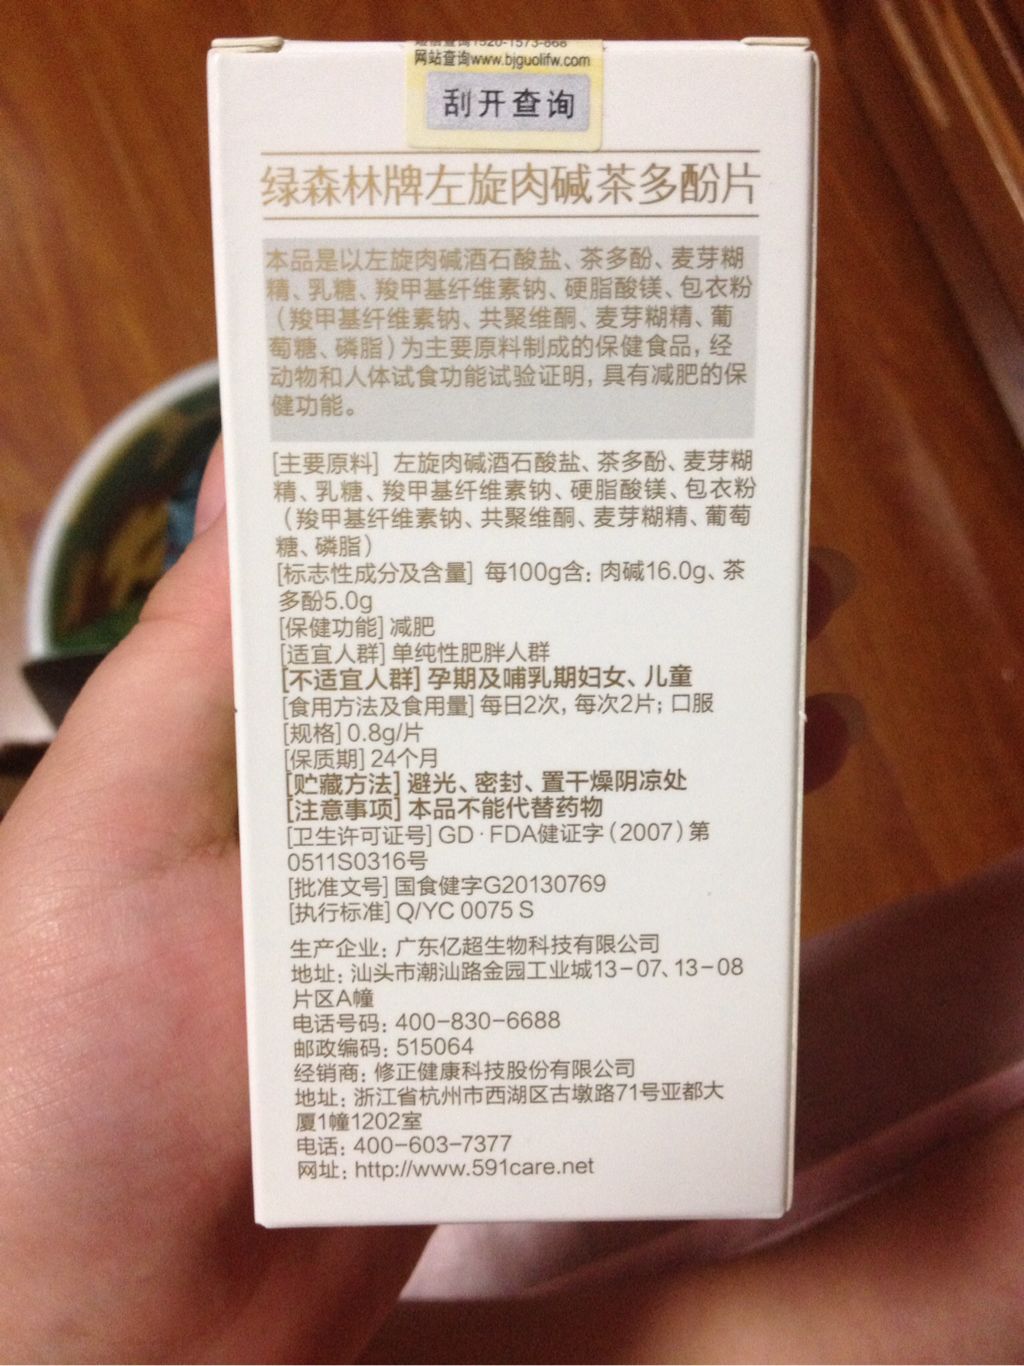 网站查询www.bjguolifw.com
刮开查询
绿森林牌左旋肉碱茶多酚片
本品是以左旋肉碱酒石酸盐、茶多酚、麦芽糊
精、乳糖、羧甲基纤维素钠、硬脂酸镁、包衣粉
（羧甲基纤维素钠、共聚维酮、麦芽糊精、葡
萄糖、磷脂）为主要原料制成的保健食品，经
动物和人体试食功能试验证明，具有减肥的保
健功能。
[主要原料] 左旋肉碱酒石酸盐、茶多酚、麦芽糊
精、乳糖、羧甲基纤维素钠、硬脂酸镁、包衣粉
（羧甲基纤维素钠、共聚维酮、麦芽糊精、葡萄
糖、磷脂）
[标志性成分及含量] 每100g含：肉碱16.0g、茶
多酚5.0g
[保健功能] 减肥
[适宜人群] 单纯性肥胖人群
[不适宜人群] 孕期及哺乳期妇女、儿童
[食用方法及食用量] 每日2次，每次2片；口服
[规格] 0.8g/片
[保质期] 24个月
[贮藏方法] 避光、密封、置干燥阴凉处
[注意事项] 本品不能代替药物
[卫生许可证号] GD·FDA健证字（2007）第
0511S0316号
[批准文号] 国食健字G20130769
[执行标准] Q/YC 0075 S
生产企业：广东亿超生物科技有限公司
地址：汕头市潮汕路金园工业城13-07、13-08
片区A幢
电话号码：400-830-6688
邮政编码：515064
经销商：修正健康科技股份有限公司
地址：浙江省杭州市西湖区古墩路71号亚都大
厦1幢1202室
电话：400-603-7377
网址：http://www.591care.net